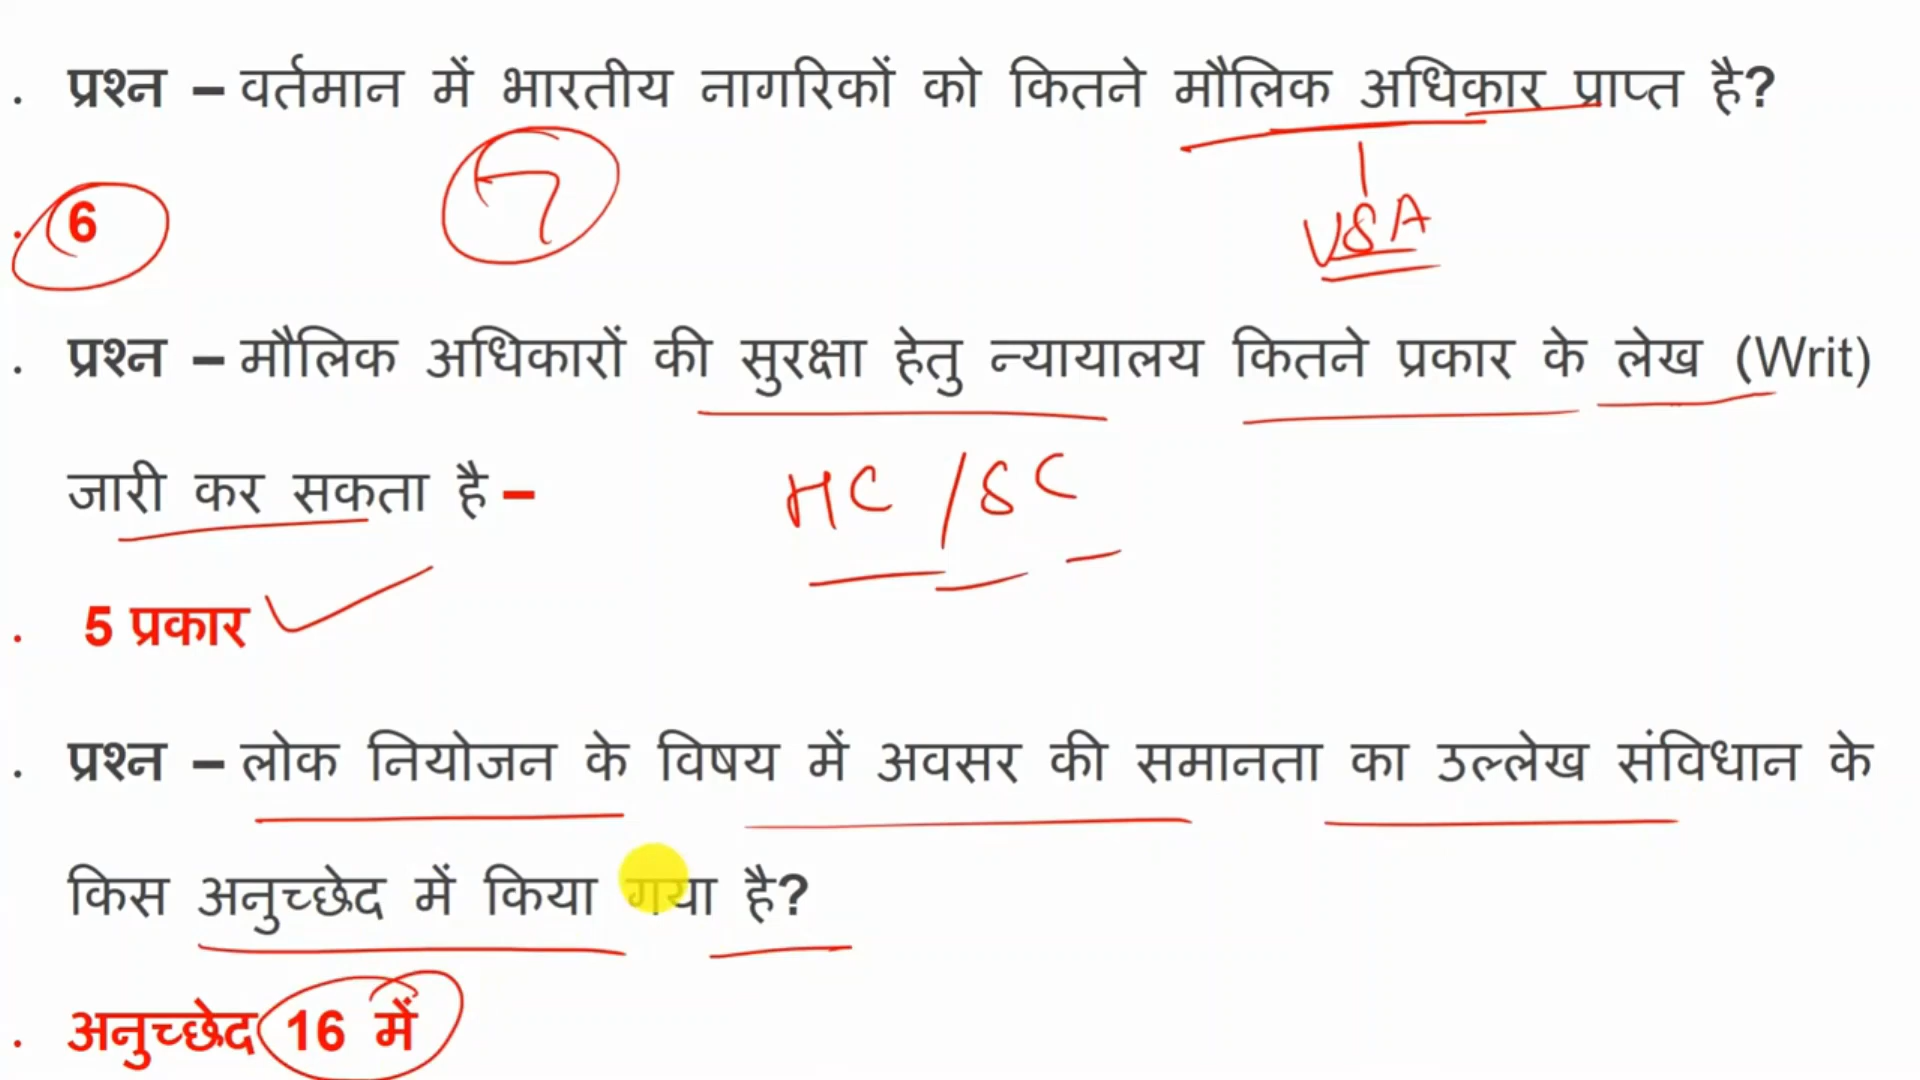 . प्रश्न – वर्तमान में भारतीय नागरिकों को कितने मौलिक अधिकार प्राप्त है?
7
. 6
USA
. प्रश्न – मौलिक अधिकारों की सुरक्षा हेतु न्यायालय कितने प्रकार के लेख (Writ)
जारी कर सकता है –
HC / SC
. 5 प्रकार
. प्रश्न – लोक नियोजन के विषय में अवसर की समानता का उल्लेख संविधान के
किस अनुच्छेद में किया गया है?
. अनुच्छेद 16 में